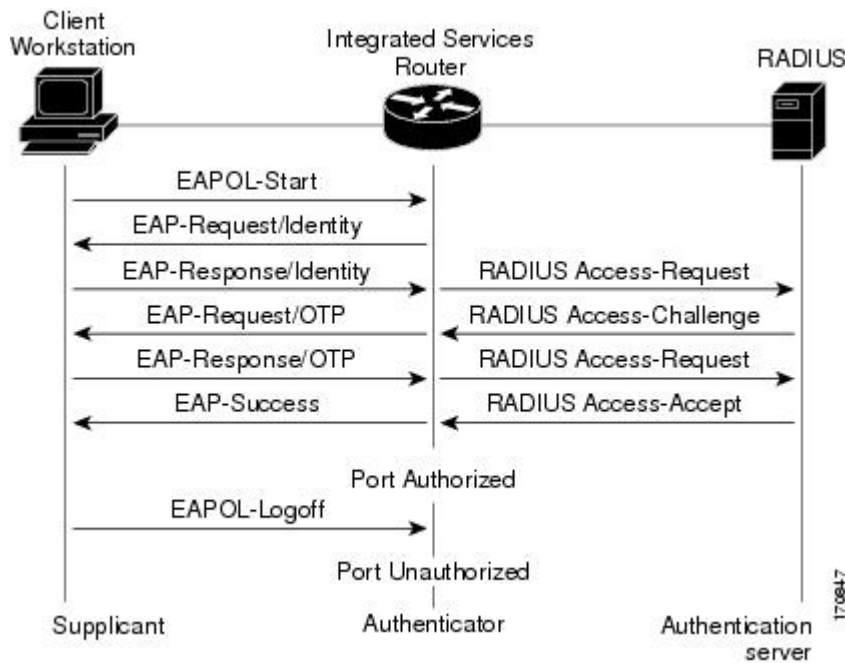 Client
Workstation
Integrated Services
Router
RADIUS
EAPOL-Start
EAP-Request/Identity
EAP-Response/Identity
RADIUS Access-Request
EAP-Request/OTP
RADIUS Access-Challenge
EAP-Response/OTP
RADIUS Access-Request
EAP-Success
RADIUS Access-Accept
Port Authorized
EAPOL-Logoff
Port Unauthorized
Supplicant
Authenticator
Authentication
server
170847